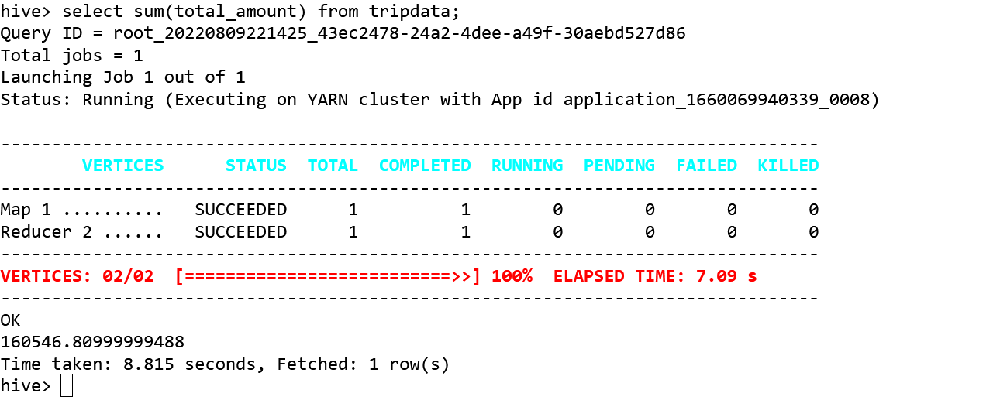 hive> select sum(total_amount) from tripdata;
Query ID = root_20220809221425_43ec2478-24a2-4dee-a49f-30aebd527d86
Total jobs = 1
Launching Job 1 out of 1
Status: Running (Executing on YARN cluster with App id application_1660069940339_0008)
--------------------------------------------------------------------------------
        VERTICES      STATUS  TOTAL  COMPLETED  RUNNING  PENDING  FAILED  KILLED
--------------------------------------------------------------------------------
Map 1 ..........   SUCCEEDED      1          1        0        0       0       0
Reducer 2 ......   SUCCEEDED      1          1        0        0       0       0
--------------------------------------------------------------------------------
VERTICES: 02/02  [==========================>>] 100%  ELAPSED TIME: 7.09 s
--------------------------------------------------------------------------------
OK
160546.80999999488
Time taken: 8.815 seconds, Fetched: 1 row(s)
hive>